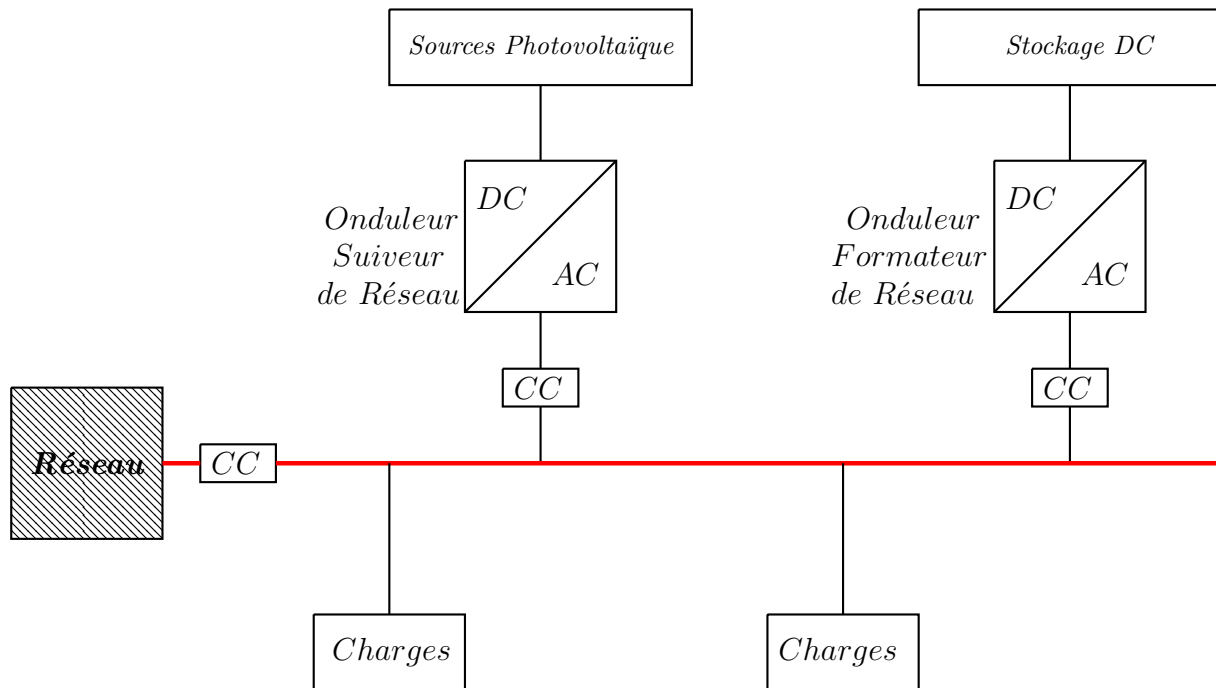 Sources Photovoltaïque
Stockage DC
DC
AC
Onduleur
Suiveur
de Réseau
DC
AC
Onduleur
Formateur
de Réseau
CC
CC
Réseau
CC
Charges
Charges